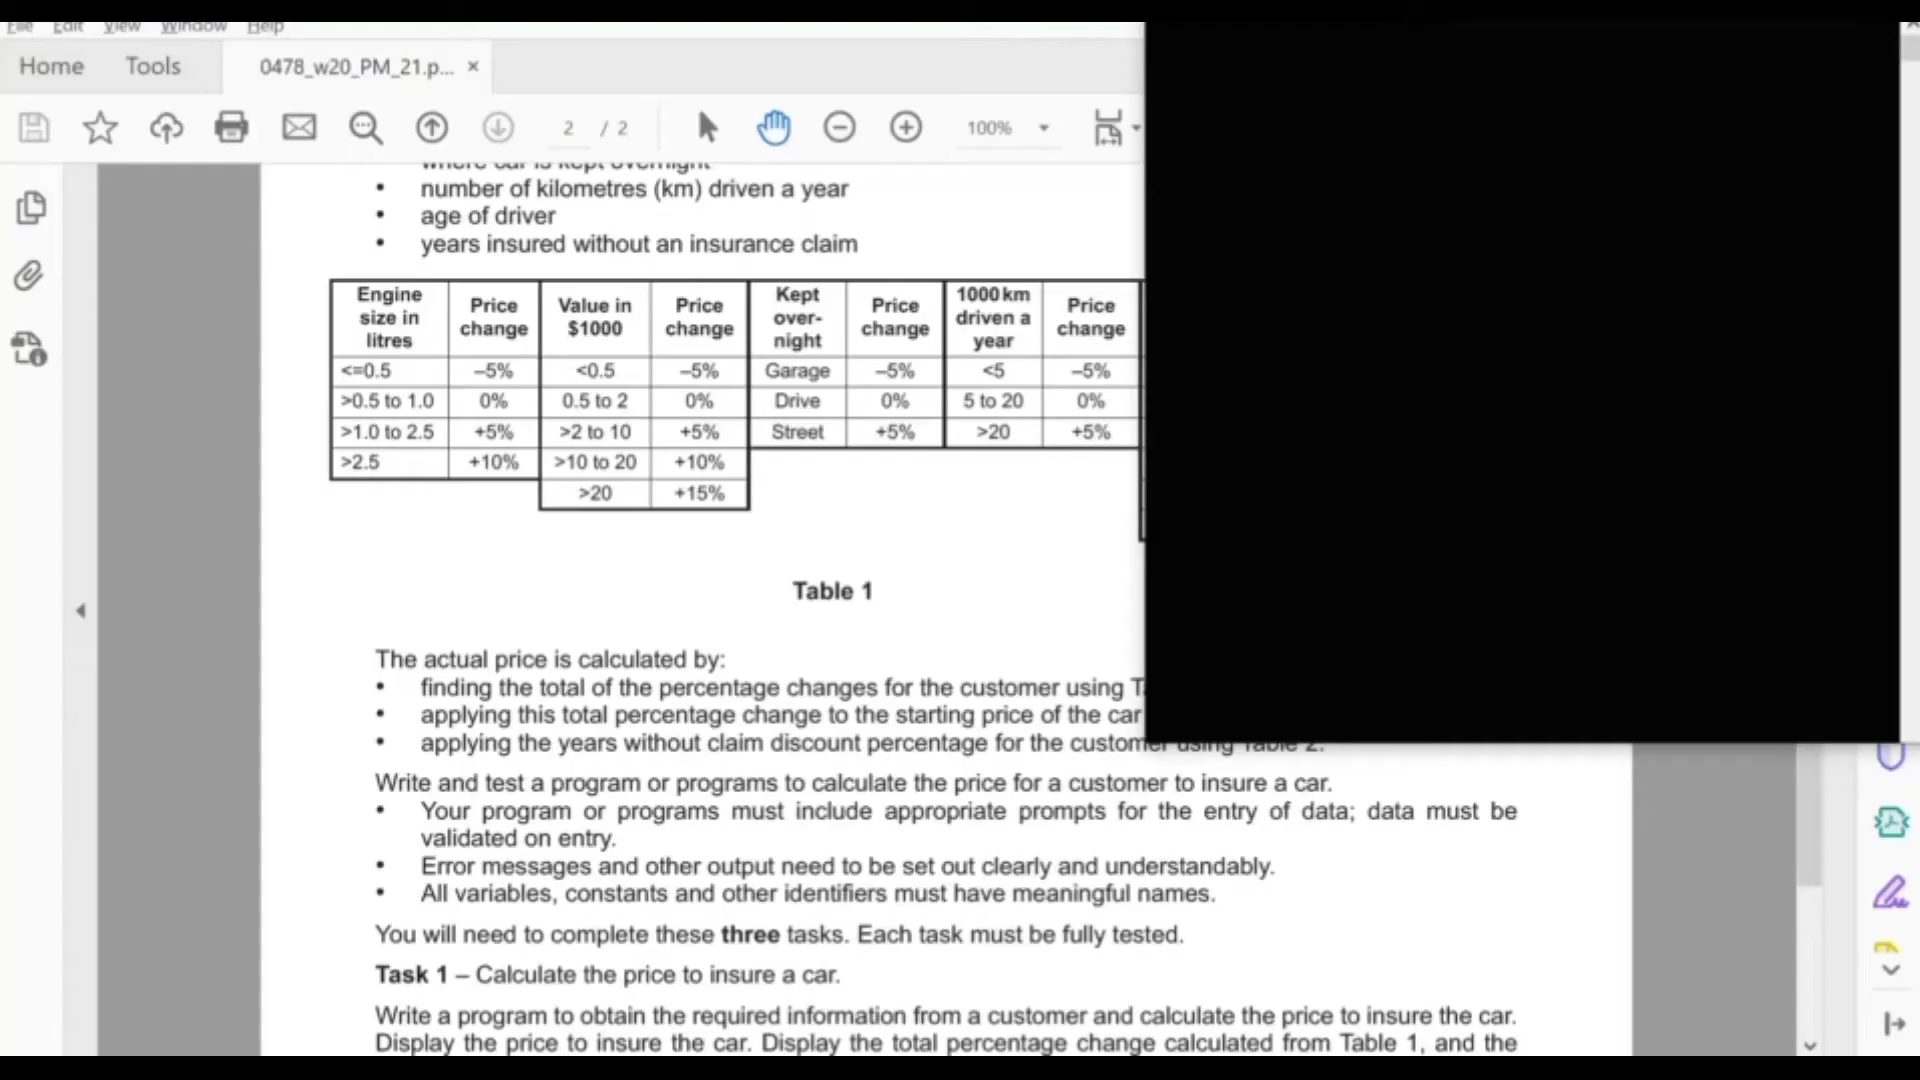 File Edit View Window Help
Home Tools 0478_w20_PM_21.p... ×
2 / 2 100%
where car is kept overnight
• number of kilometres (km) driven a year
• age of driver
• years insured without an insurance claim
Engine size in litres Price change Value in $1000 Price change Kept over-night Price change 1000 km driven a year Price change
<=0.5 –5% <0.5 –5% Garage –5% <5 –5%
>0.5 to 1.0 0% 0.5 to 2 0% Drive 0% 5 to 20 0%
>1.0 to 2.5 +5% >2 to 10 +5% Street +5% >20 +5%
>2.5 +10% >10 to 20 +10%
>20 +15%
Table 1
The actual price is calculated by:
• finding the total of the percentage changes for the customer using
• applying this total percentage change to the starting price of the car
• applying the years without claim discount percentage for the customer using Table 2.
Write and test a program or programs to calculate the price for a customer to insure a car.
• Your program or programs must include appropriate prompts for the entry of data; data must be
validated on entry.
• Error messages and other output need to be set out clearly and understandably.
• All variables, constants and other identifiers must have meaningful names.
You will need to complete these three tasks. Each task must be fully tested.
Task 1 – Calculate the price to insure a car.
Write a program to obtain the required information from a customer and calculate the price to insure the car.
Display the price to insure the car. Display the total percentage change calculated from Table 1, and the